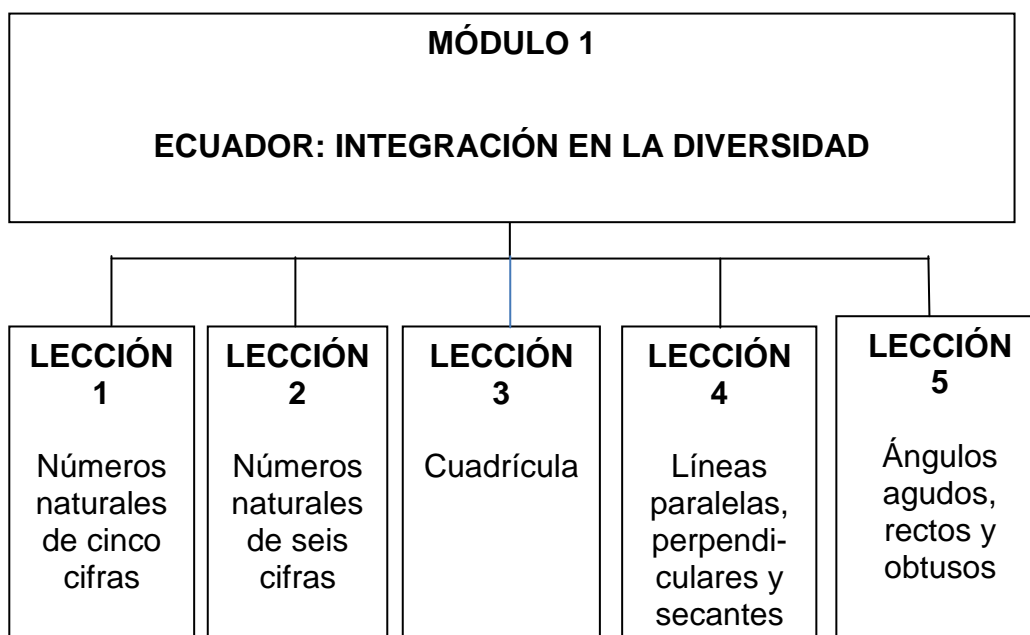 MÓDULO 1
ECUADOR: INTEGRACIÓN EN LA DIVERSIDAD
LECCIÓN
1
Números
naturales
de cinco
cifras
LECCIÓN
2
Números
naturales
de seis
cifras
LECCIÓN
3
Cuadrícula
LECCIÓN
4
Líneas
paralelas,
perpendi-
culares y
secantes
LECCIÓN
5
Ángulos
agudos,
rectos y
obtusos